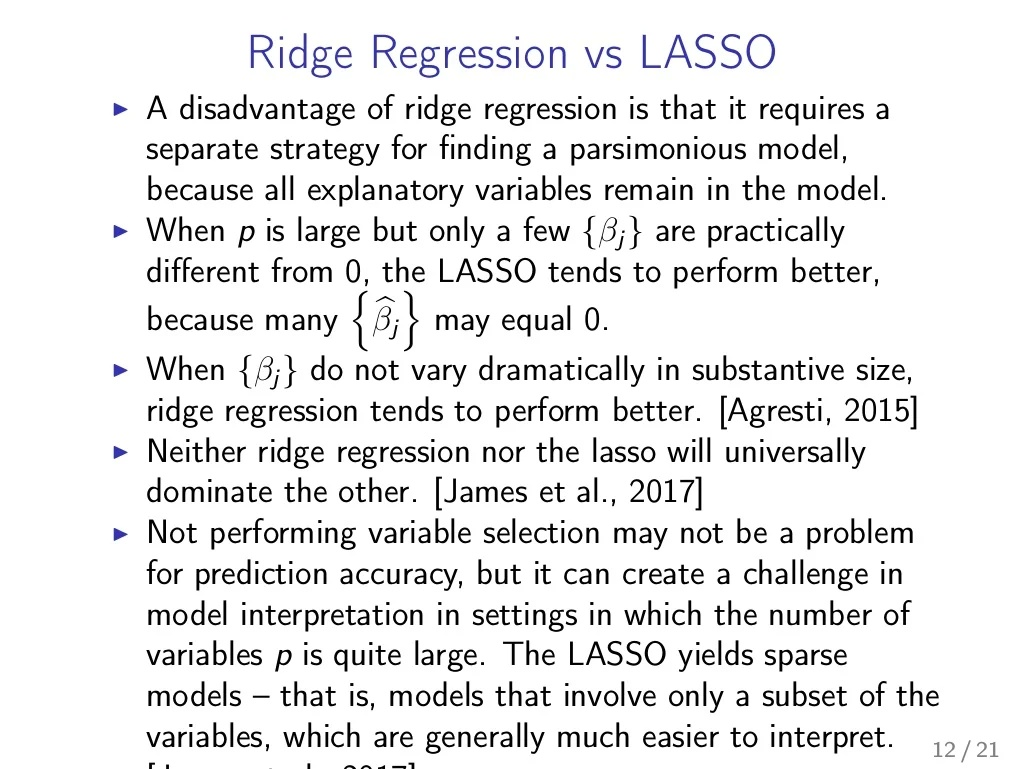 Ridge Regression vs LASSO
▶ A disadvantage of ridge regression is that it requires a
separate strategy for finding a parsimonious model,
because all explanatory variables remain in the model.
▶ When p is large but only a few {βj} are practically
different from 0, the LASSO tends to perform better,
because many {β̂j} may equal 0.
▶ When {βj} do not vary dramatically in substantive size,
ridge regression tends to perform better. [Agresti, 2015]
▶ Neither ridge regression nor the lasso will universally
dominate the other. [James et al., 2017]
▶ Not performing variable selection may not be a problem
for prediction accuracy, but it can create a challenge in
model interpretation in settings in which the number of
variables p is quite large. The LASSO yields sparse
models – that is, models that involve only a subset of the
variables, which are generally much easier to interpret.
12 / 21